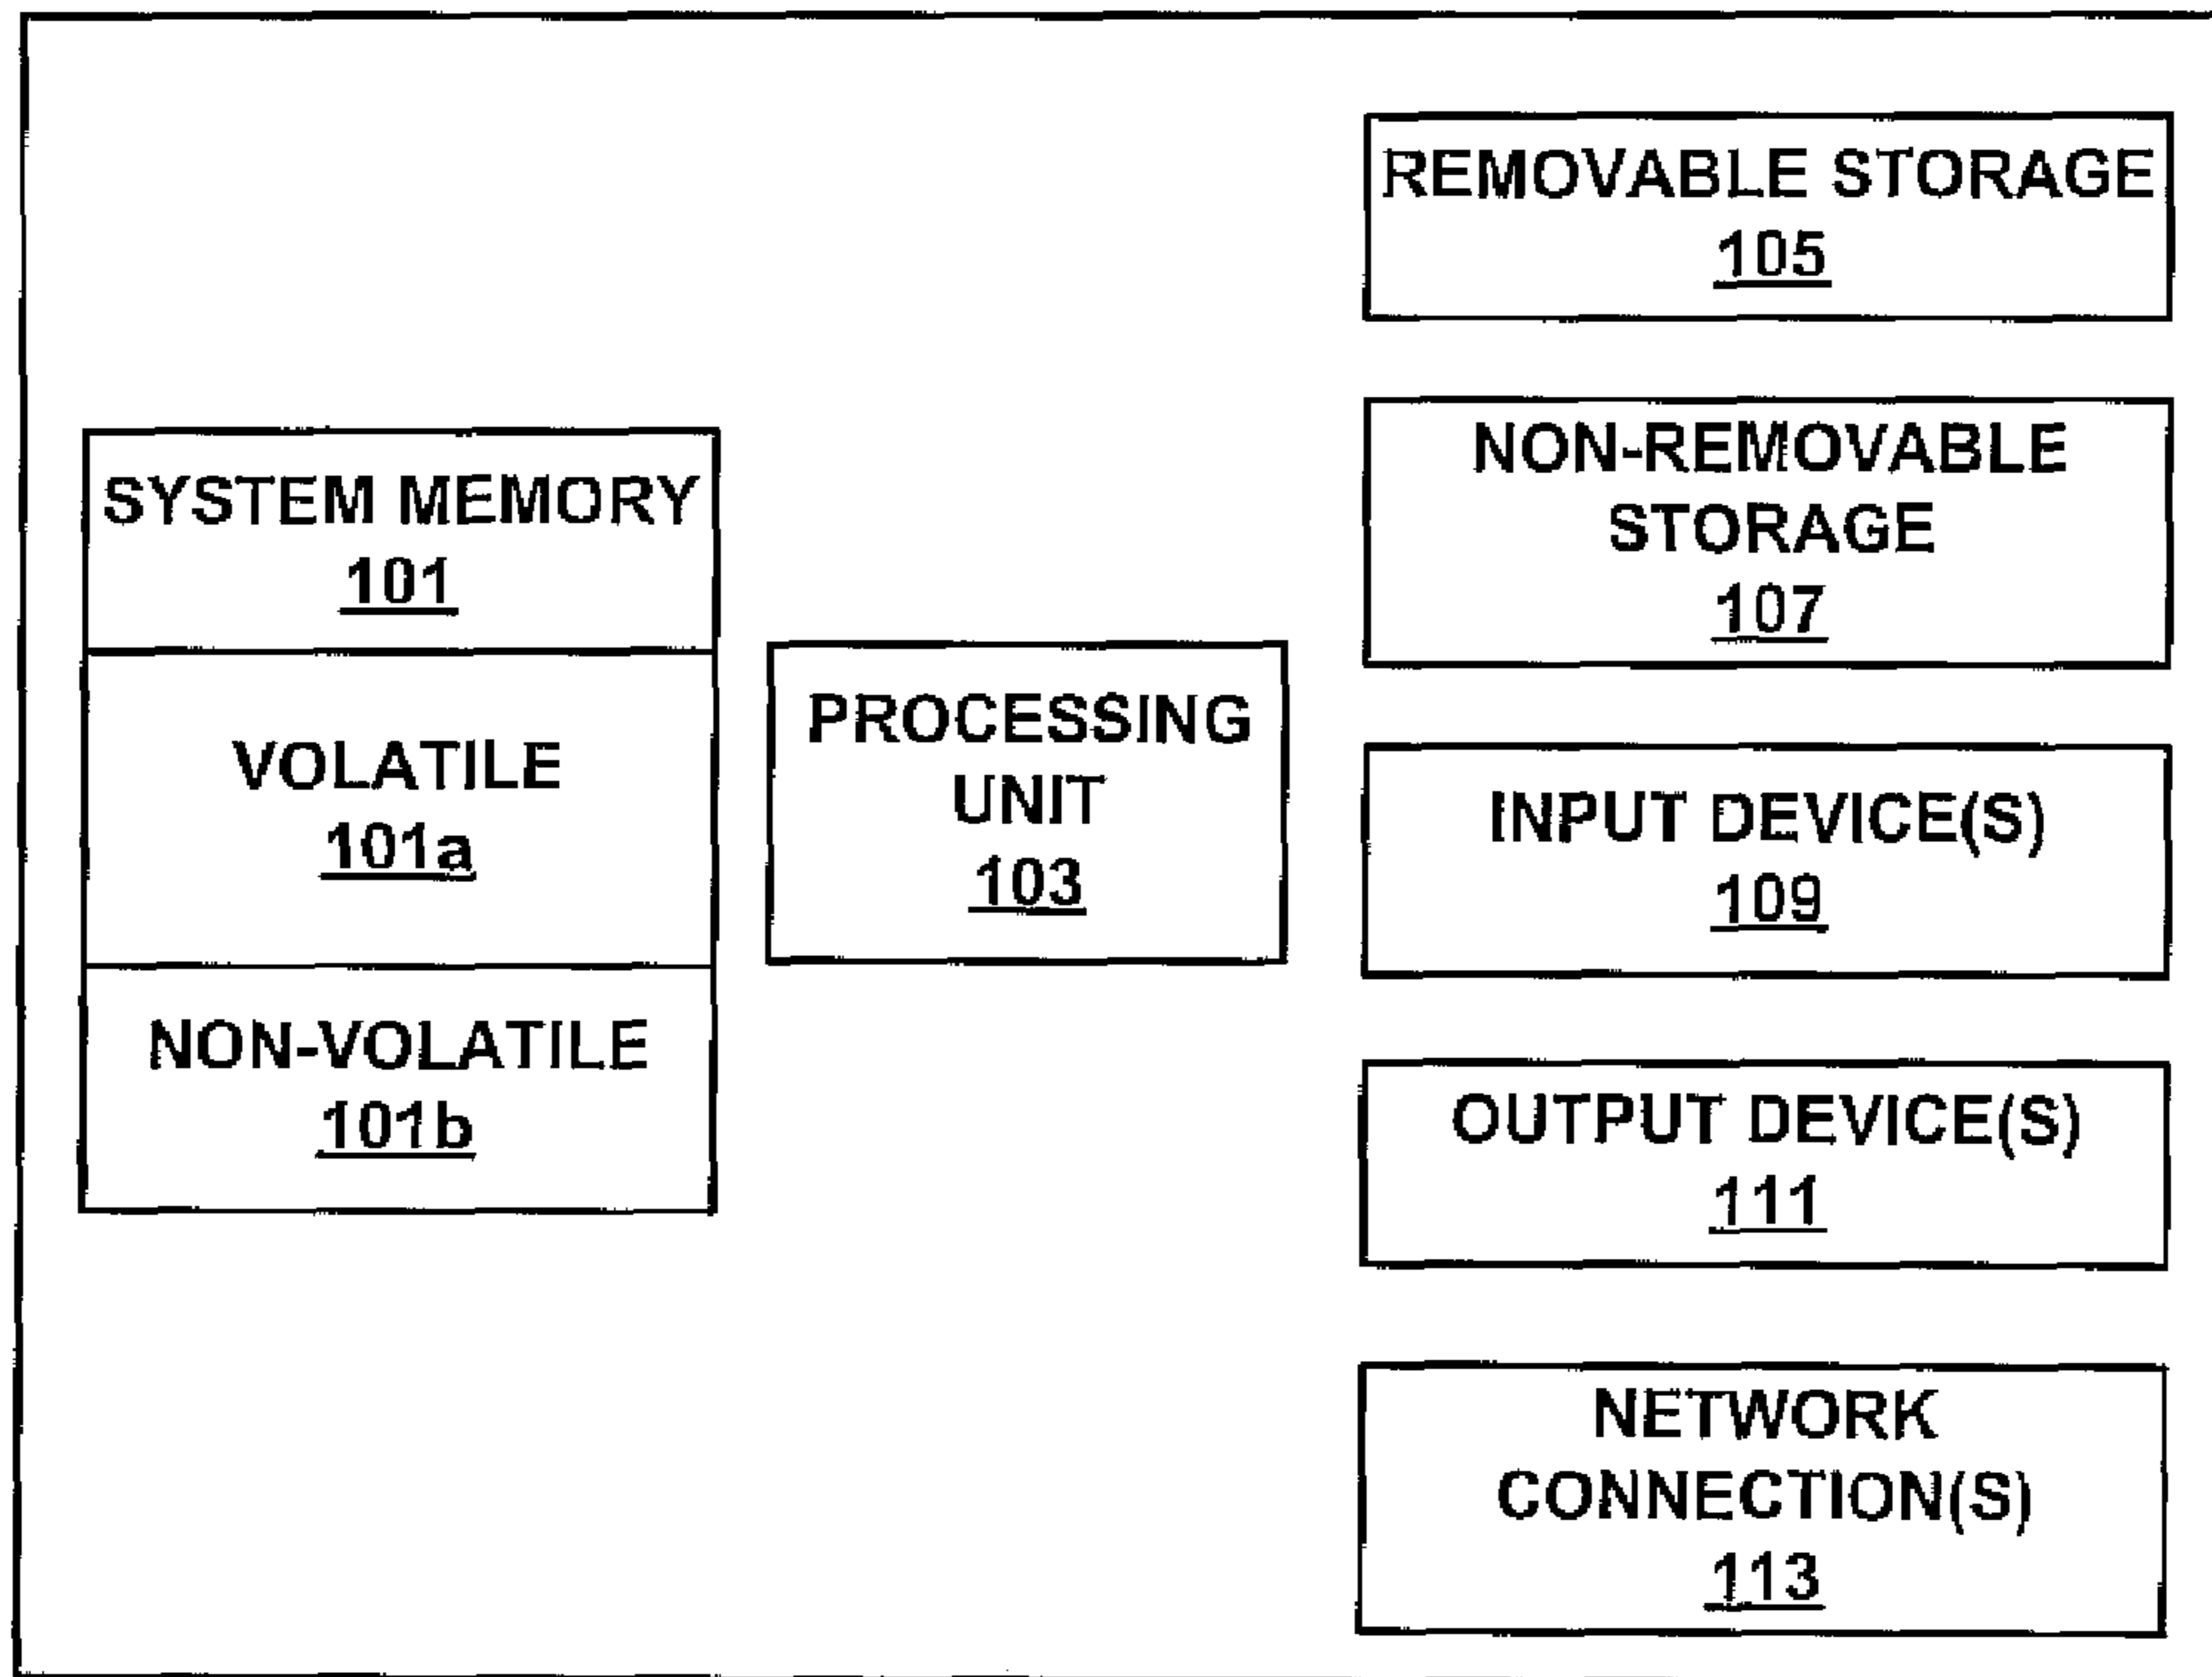 SYSTEM MEMORY
101
VOLATILE
101a
NON-VOLATILE
101b
PROCESSING
UNIT
103
REMOVABLE STORAGE
105
NON-REMOVABLE
STORAGE
107
INPUT DEVICE(S)
109
OUTPUT DEVICE(S)
111
NETWORK
CONNECTION(S)
113